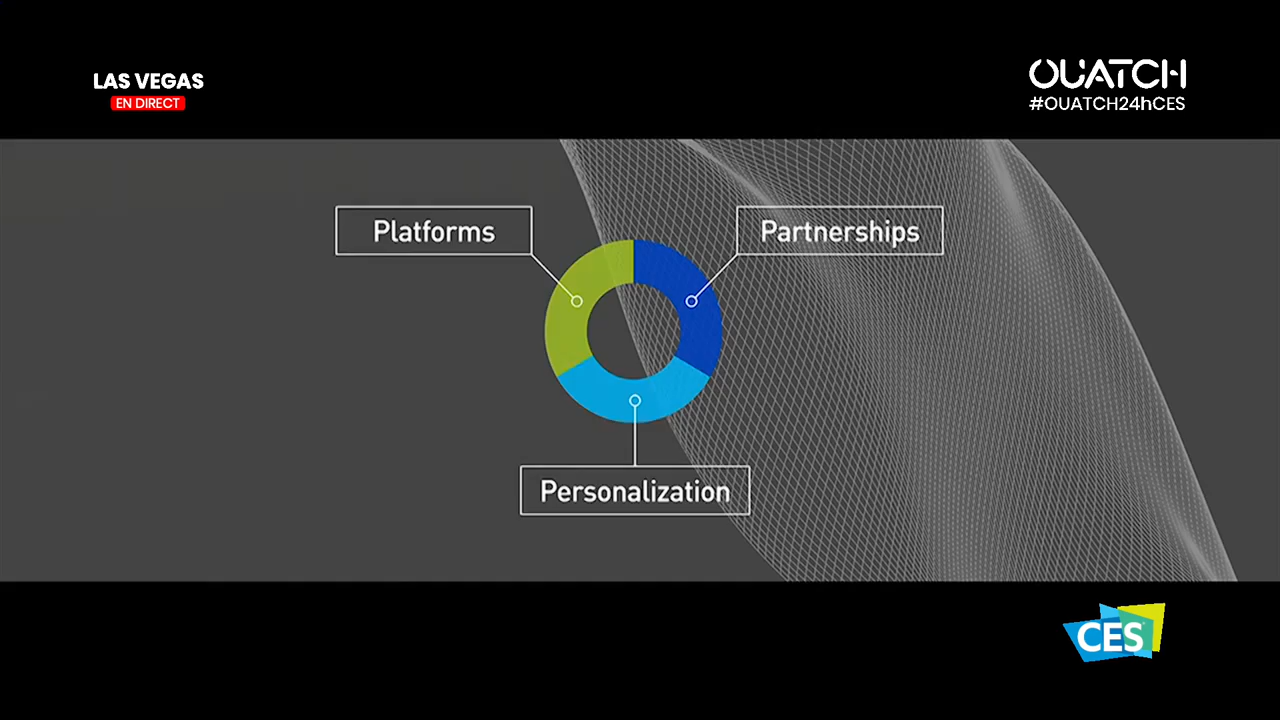 LAS VEGAS
EN DIRECT
OUATCH
#OUATCH24hCES
Platforms
Partnerships
Personalization
CES